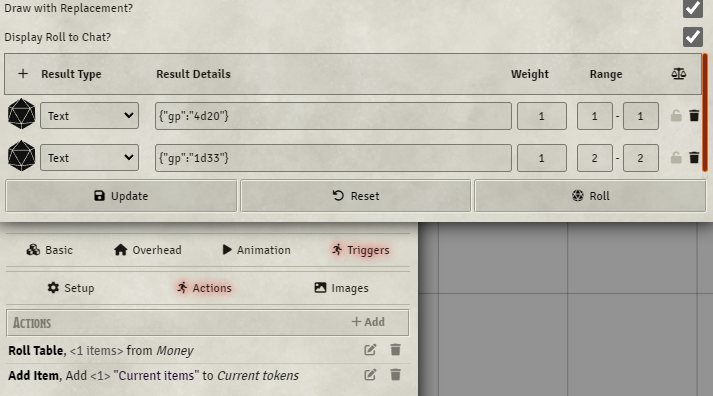 Draw with Replacement?
Display Roll to Chat?
+ Result Type Result Details Weight Range
Text {"gp":"4d20"} 1 1 - 1
Text {"gp":"1d33"} 1 2 - 2
Update Reset Roll
Basic Overhead Animation Triggers
Setup Actions Images
Actions + Add
Roll Table, <1 items> from Money
Add Item, Add <1> "Current items" to Current tokens